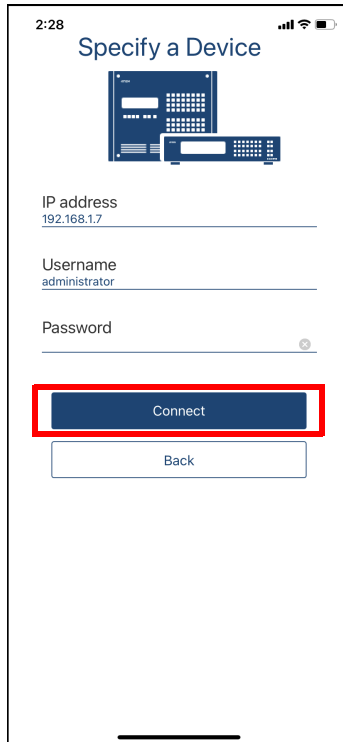 2:28
Specify a Device
IP address
192.168.1.7
Username
administrator
Password
Connect
Back